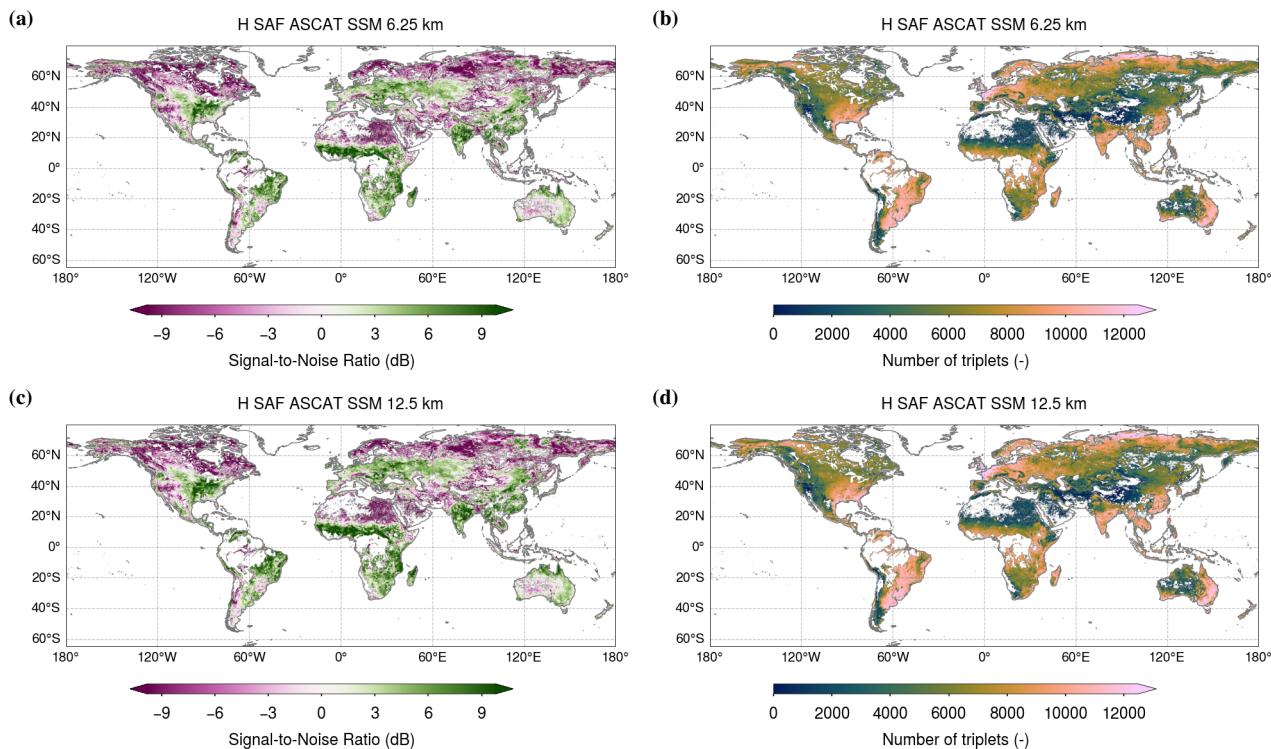 (a)
H SAF ASCAT SSM 6.25 km
60°N
40°N
20°N
0°
20°S
40°S
60°S
180° 120°W 60°W 0° 60°E 120°E 180°
−9 −6 −3 0 3 6 9
Signal-to-Noise Ratio (dB)
(b)
H SAF ASCAT SSM 6.25 km
60°N
40°N
20°N
0°
20°S
40°S
60°S
180° 120°W 60°W 0° 60°E 120°E 180°
0 2000 4000 6000 8000 10000 12000
Number of triplets (-)
(c)
H SAF ASCAT SSM 12.5 km
60°N
40°N
20°N
0°
20°S
40°S
60°S
180° 120°W 60°W 0° 60°E 120°E 180°
−9 −6 −3 0 3 6 9
Signal-to-Noise Ratio (dB)
(d)
H SAF ASCAT SSM 12.5 km
60°N
40°N
20°N
0°
20°S
40°S
60°S
180° 120°W 60°W 0° 60°E 120°E 180°
0 2000 4000 6000 8000 10000 12000
Number of triplets (-)